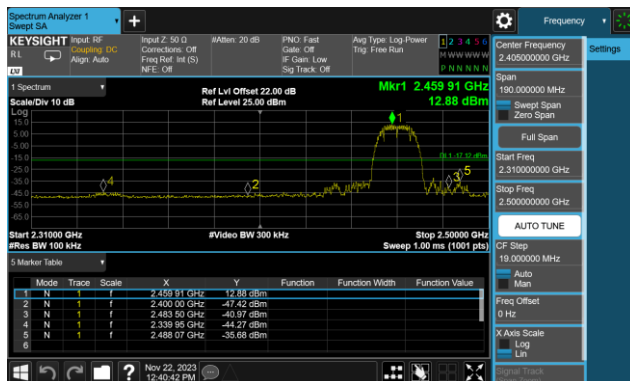 Spectrum Analyzer 1
Swept SA
Frequency
KEYSIGHT
RL
Input: RF
Coupling: DC
Align: Auto
Input Z: 50 Ω
Corrections: Off
Freq Ref: Int (S)
NFE: Off
#Atten: 20 dB
PNO: Fast
Gate: Off
IF Gain: Low
Sig Track: Off
Avg Type: Log-Power
Trig: Free Run
1 2 3 4 5 6
M W W W W W
P N N N N N
LXI
1 Spectrum
Scale/Div 10 dB
Log
Ref Lvl Offset 22.00 dB
Ref Level 25.00 dBm
Mkr1 2.459 91 GHz
12.88 dBm
15.0
5.00
-5.00
-15.0
-25.0
-35.0
-45.0
-55.0
-65.0
1
DL1 -17.12 dBm
4
2
3
5
Start 2.31000 GHz
#Res BW 100 kHz
#Video BW 300 kHz
Stop 2.50000 GHz
Sweep 1.00 ms (1001 pts)
5 Marker Table
Mode Trace Scale X Y Function Function Width Function Value
1 N 1 f 2.459 91 GHz 12.88 dBm
2 N 1 f 2.400 00 GHz -47.42 dBm
3 N 1 f 2.483 50 GHz -40.97 dBm
4 N 1 f 2.339 95 GHz -44.27 dBm
5 N 1 f 2.488 07 GHz -35.68 dBm
6
Nov 22, 2023
12:40:42 PM
?
Center Frequency
2.405000000 GHz
Settings
Span
190.000000 MHz
Swept Span
Zero Span
Full Span
Start Freq
2.310000000 GHz
Stop Freq
2.500000000 GHz
AUTO TUNE
CF Step
19.000000 MHz
Auto
Man
Freq Offset
0 Hz
X Axis Scale
Log
Lin
Signal Track